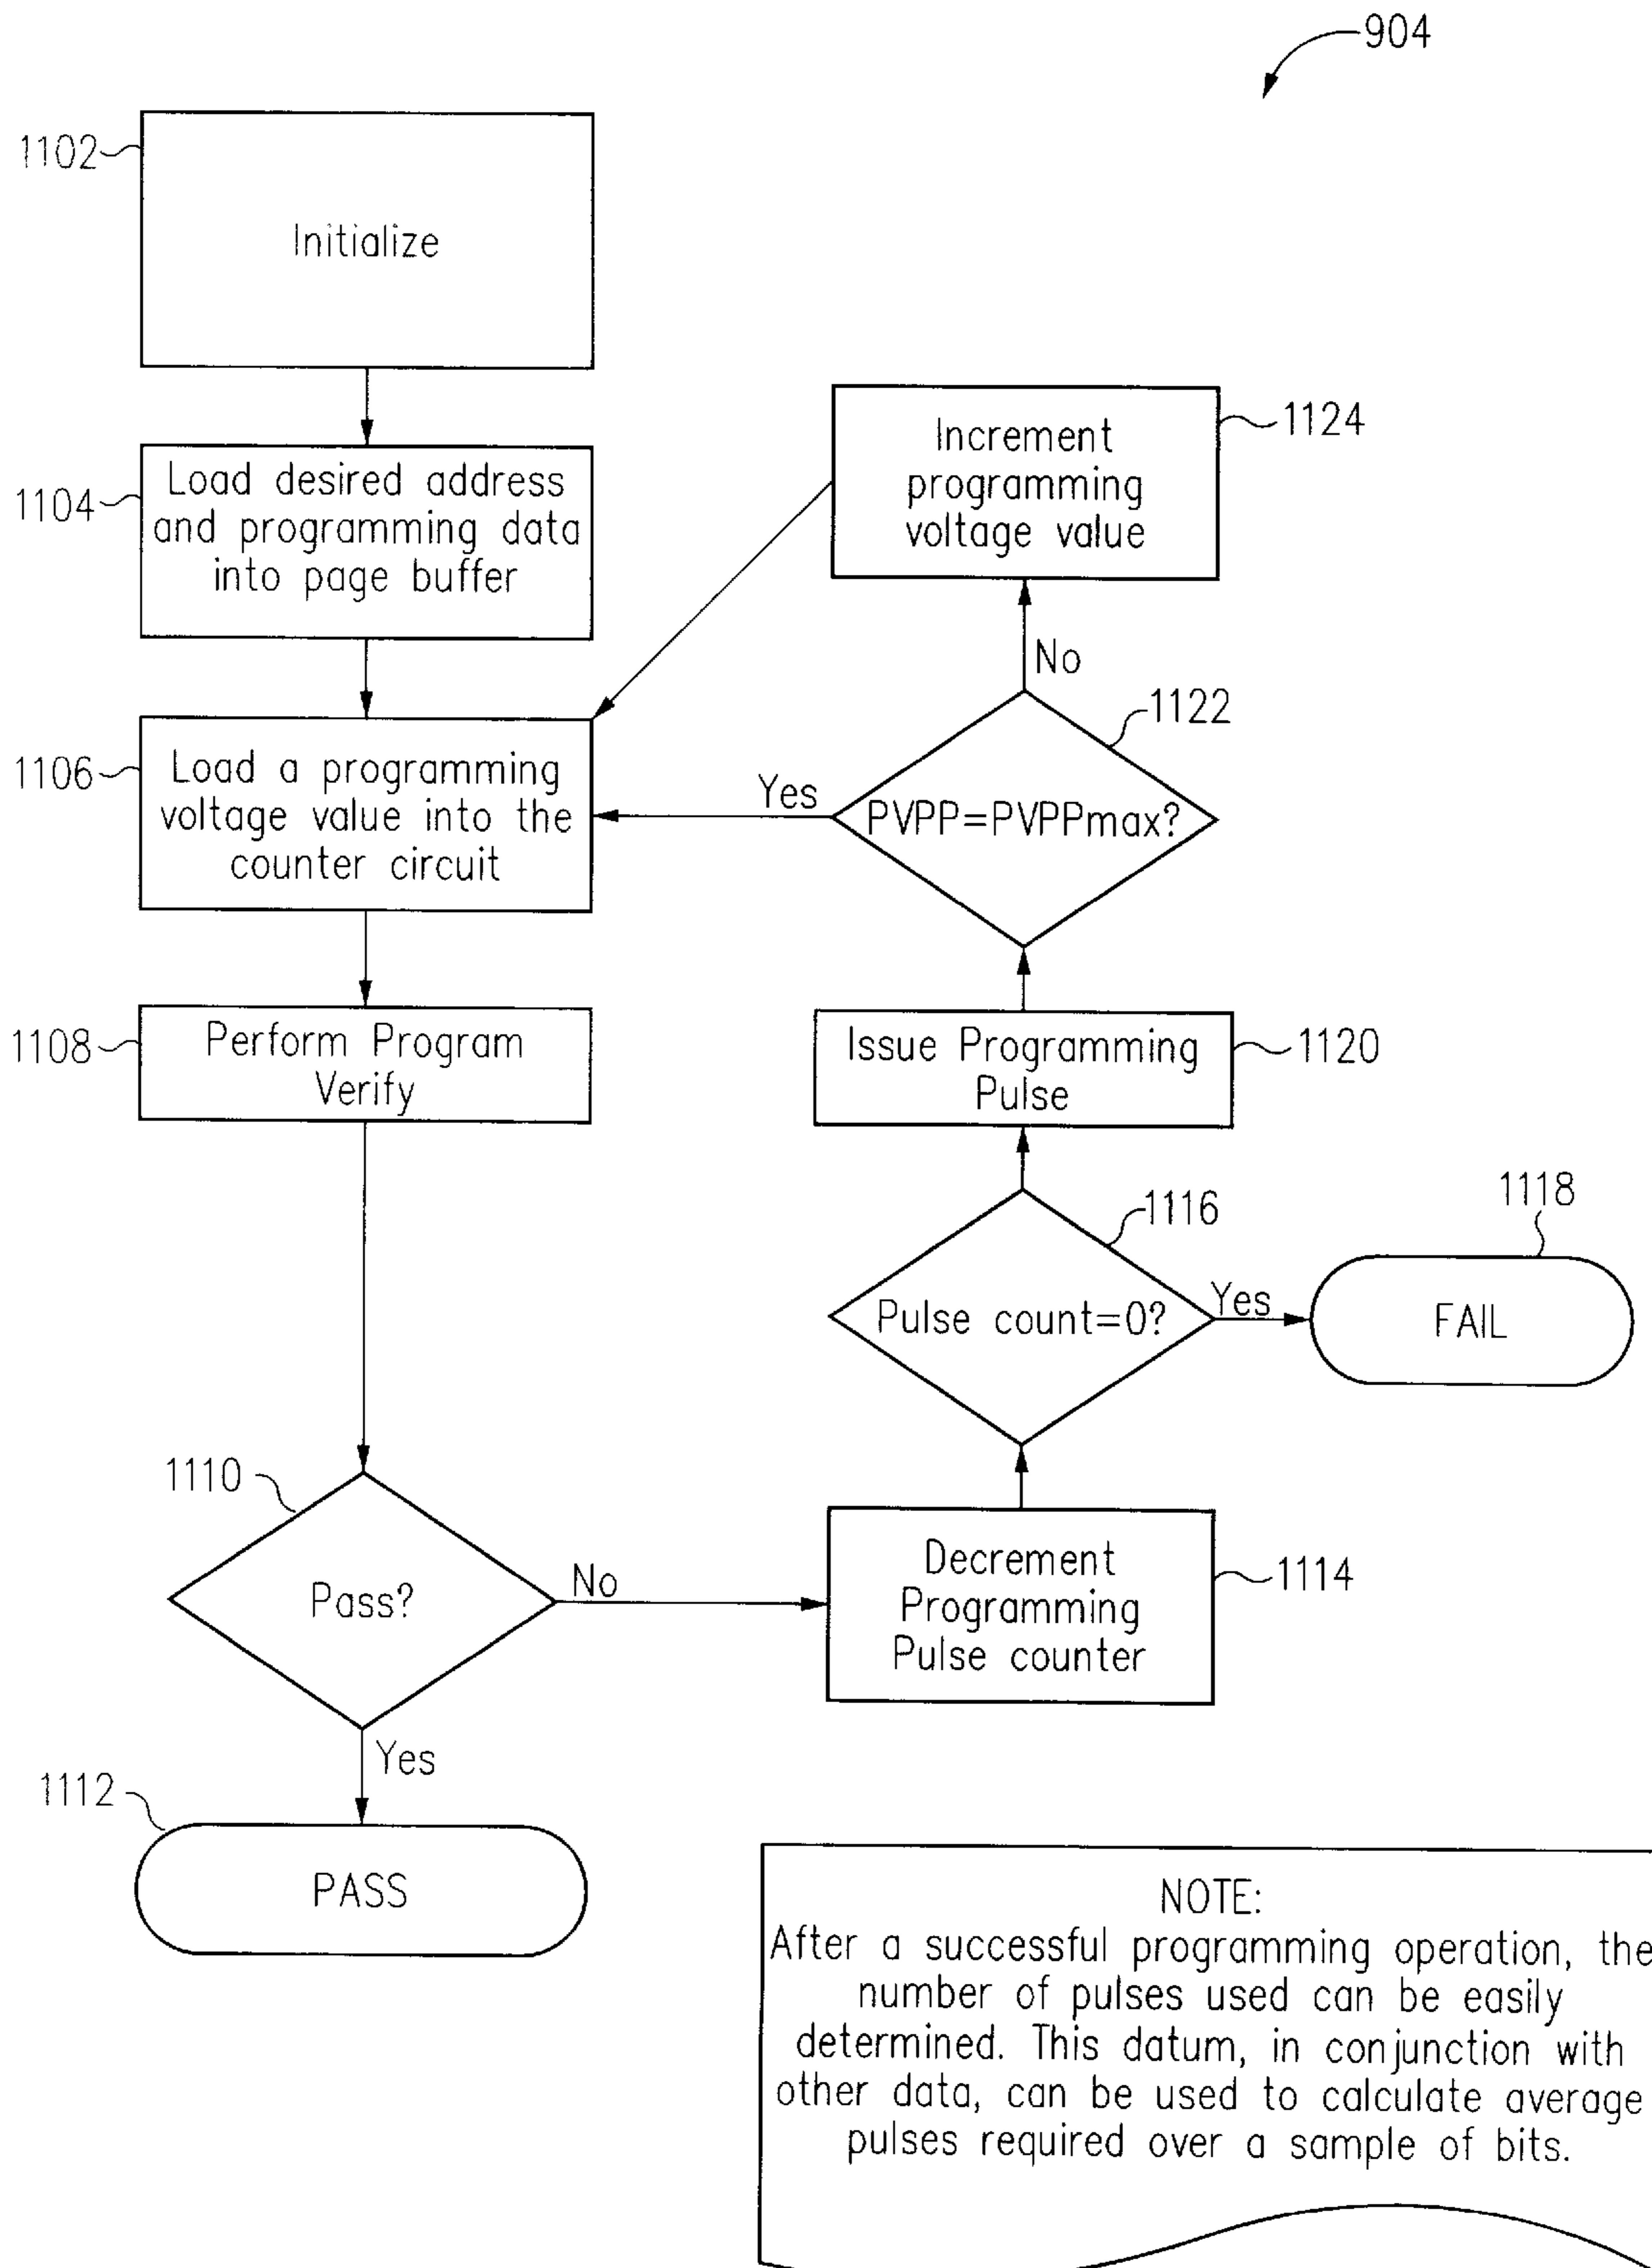 904
1102
Initialize
1104
Load desired address
and programming data
into page buffer
1106
Load a programming
voltage value into the
counter circuit
1108
Perform Program
Verify
1110
Pass?
Yes
No
1112
PASS
1114
Decrement
Programming
Pulse counter
1116
Pulse count=0?
Yes
1118
FAIL
1120
Issue Programming
Pulse
1122
PVPP=PVPPmax?
Yes
No
1124
Increment
programming
voltage value
NOTE:
After a successful programming operation, the
number of pulses used can be easily
determined. This datum, in conjunction with
other data, can be used to calculate average
pulses required over a sample of bits.